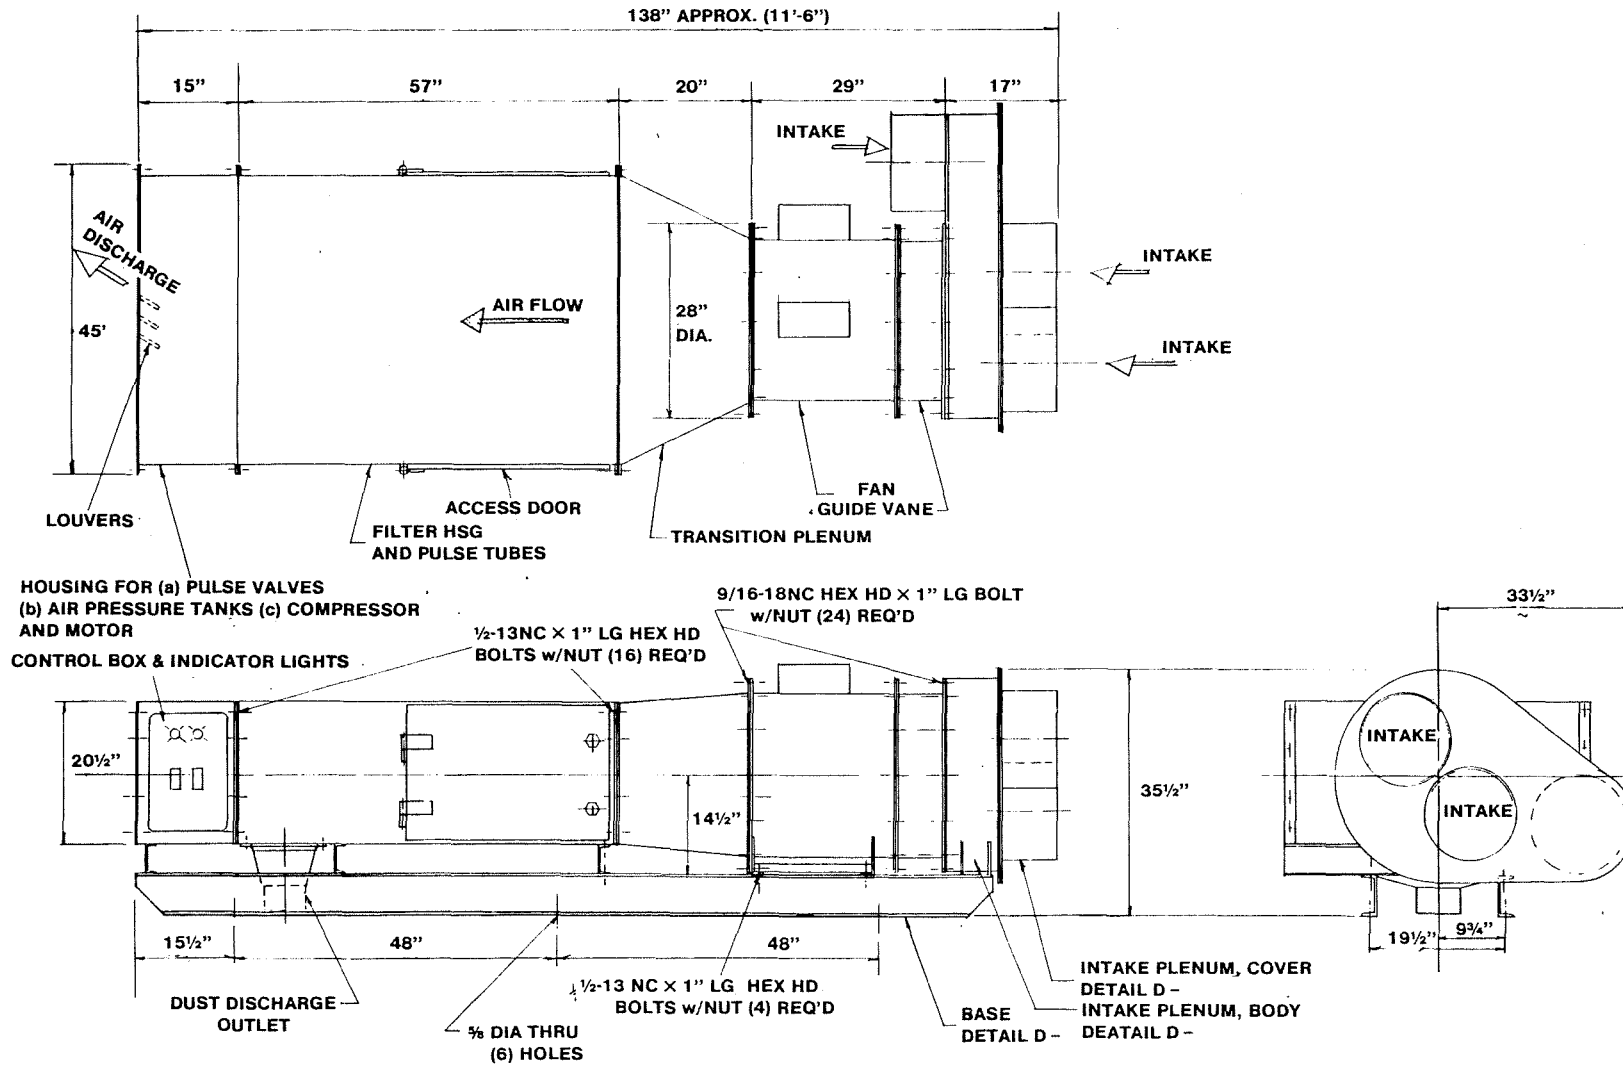 138” APPROX. (11’-6”)
15” 57” 20” 29” 17”
INTAKE
AIR
DISCHARGE
INTAKE
AIR FLOW
28”
DIA.
45’
INTAKE
ACCESS DOOR
FAN
GUIDE VANE
LOUVERS
FILTER HSG
AND PULSE TUBES
TRANSITION PLENUM
HOUSING FOR (a) PULSE VALVES
(b) AIR PRESSURE TANKS (c) COMPRESSOR
AND MOTOR
CONTROL BOX & INDICATOR LIGHTS
½-13NC × 1” LG HEX HD
BOLTS w/NUT (16) REQ’D
9/16-18NC HEX HD × 1” LG BOLT
w/NUT (24) REQ’D
33½”
20½”
14½”
35½”
INTAKE
INTAKE
15½” 48” 48”
19½” 9¾”
DUST DISCHARGE
OUTLET
⅝ DIA THRU
(6) HOLES
½-13 NC × 1” LG HEX HD
BOLTS w/NUT (4) REQ’D
BASE
DETAIL D –
INTAKE PLENUM, COVER
DETAIL D –
INTAKE PLENUM, BODY
DEATAIL D –